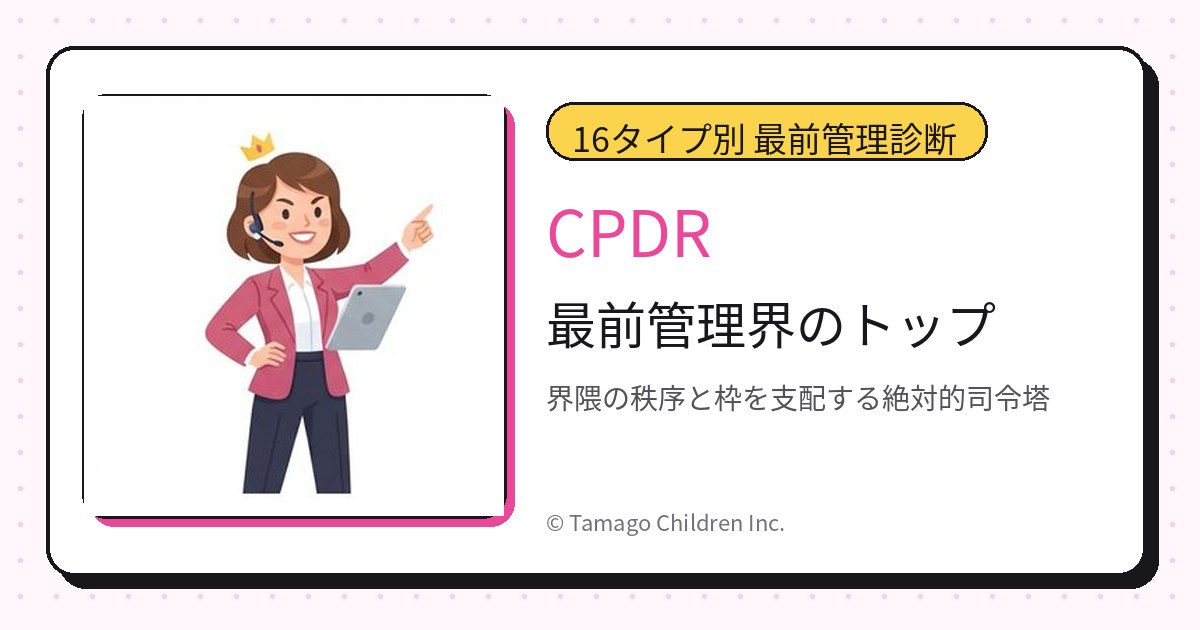 16タイプ別 最前管理診断
CPDR
最前管理界のトップ
界隈の秩序と枠を支配する絶対的司令塔
© Tamago Children Inc.